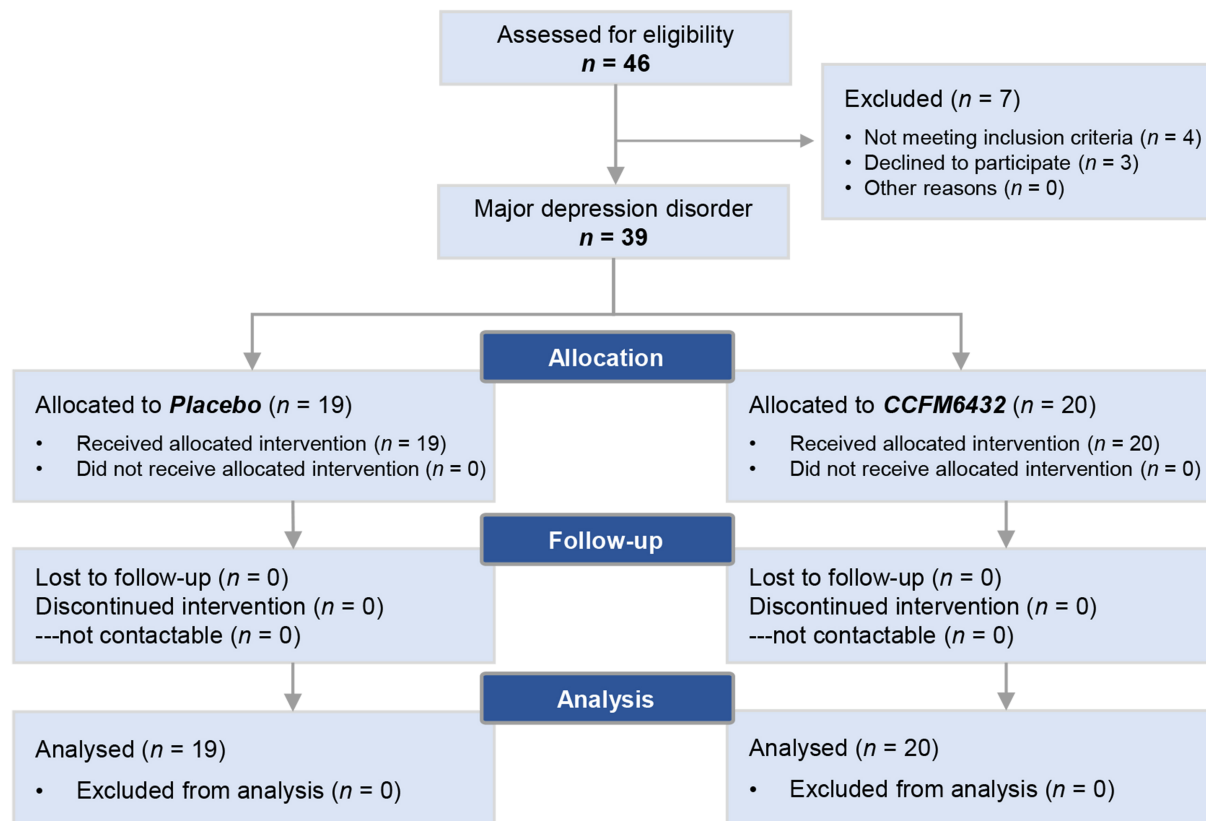 Assessed for eligibility
n = 46
Excluded (n = 7)
• Not meeting inclusion criteria (n = 4)
• Declined to participate (n = 3)
• Other reasons (n = 0)
Major depression disorder
n = 39
Allocation
Allocated to Placebo (n = 19)
• Received allocated intervention (n = 19)
• Did not receive allocated intervention (n = 0)
Allocated to CCFM6432 (n = 20)
• Received allocated intervention (n = 20)
• Did not receive allocated intervention (n = 0)
Follow-up
Lost to follow-up (n = 0)
Discontinued intervention (n = 0)
---not contactable (n = 0)
Lost to follow-up (n = 0)
Discontinued intervention (n = 0)
---not contactable (n = 0)
Analysis
Analysed (n = 19)
• Excluded from analysis (n = 0)
Analysed (n = 20)
• Excluded from analysis (n = 0)